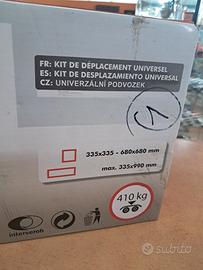 FR: KIT DE DÉPLACEMENT UNIVERSEL
ES: KIT DE DESPLAZAMIENTO UNIVERSAL
CZ: UNIVERZÁLNÍ PODVOZEK
1
335x335 - 680x680 mm
max. 335x990 mm
410 kg
interseroh
subito